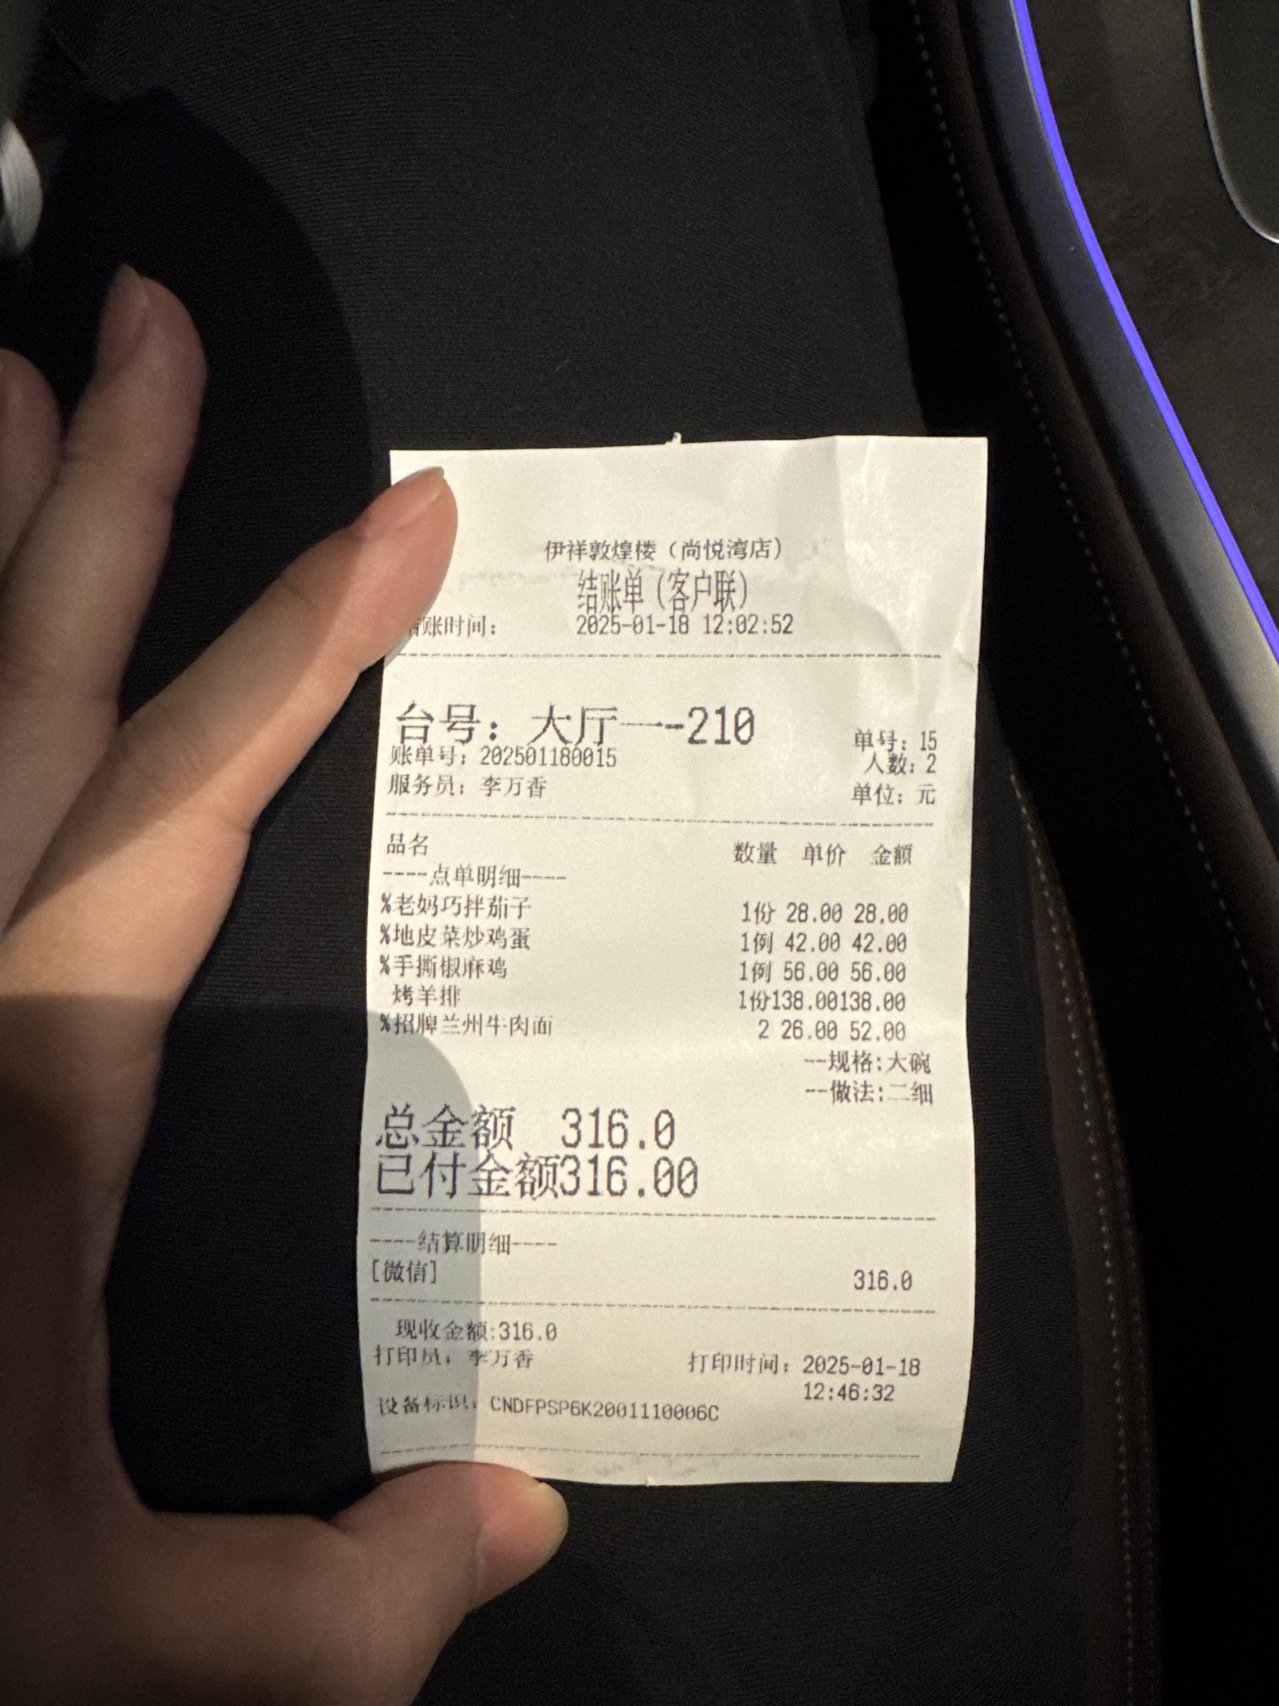 伊祥敦煌楼（尚悦湾店）
结账单（客户联）
结账时间： 2025-01-18 12:02:52
台号：大厅一-210
单号：15
账单号：202501180015 人数：2
服务员：李万香 单位：元
品名 数量 单价 金额
----点单明细----
%老妈巧拌茄子 1份 28.00 28.00
%地皮菜炒鸡蛋 1例 42.00 42.00
%手撕椒麻鸡 1例 56.00 56.00
烤羊排 1份138.00138.00
%招牌兰州牛肉面 2 26.00 52.00
--规格:大碗
--做法:二细
总金额 316.0
已付金额316.00
----结算明细----
[微信] 316.0
现收金额:316.0
打印员：李万香 打印时间：2025-01-18
12:46:32
设备标识：CNDFPSP6K2001110006C